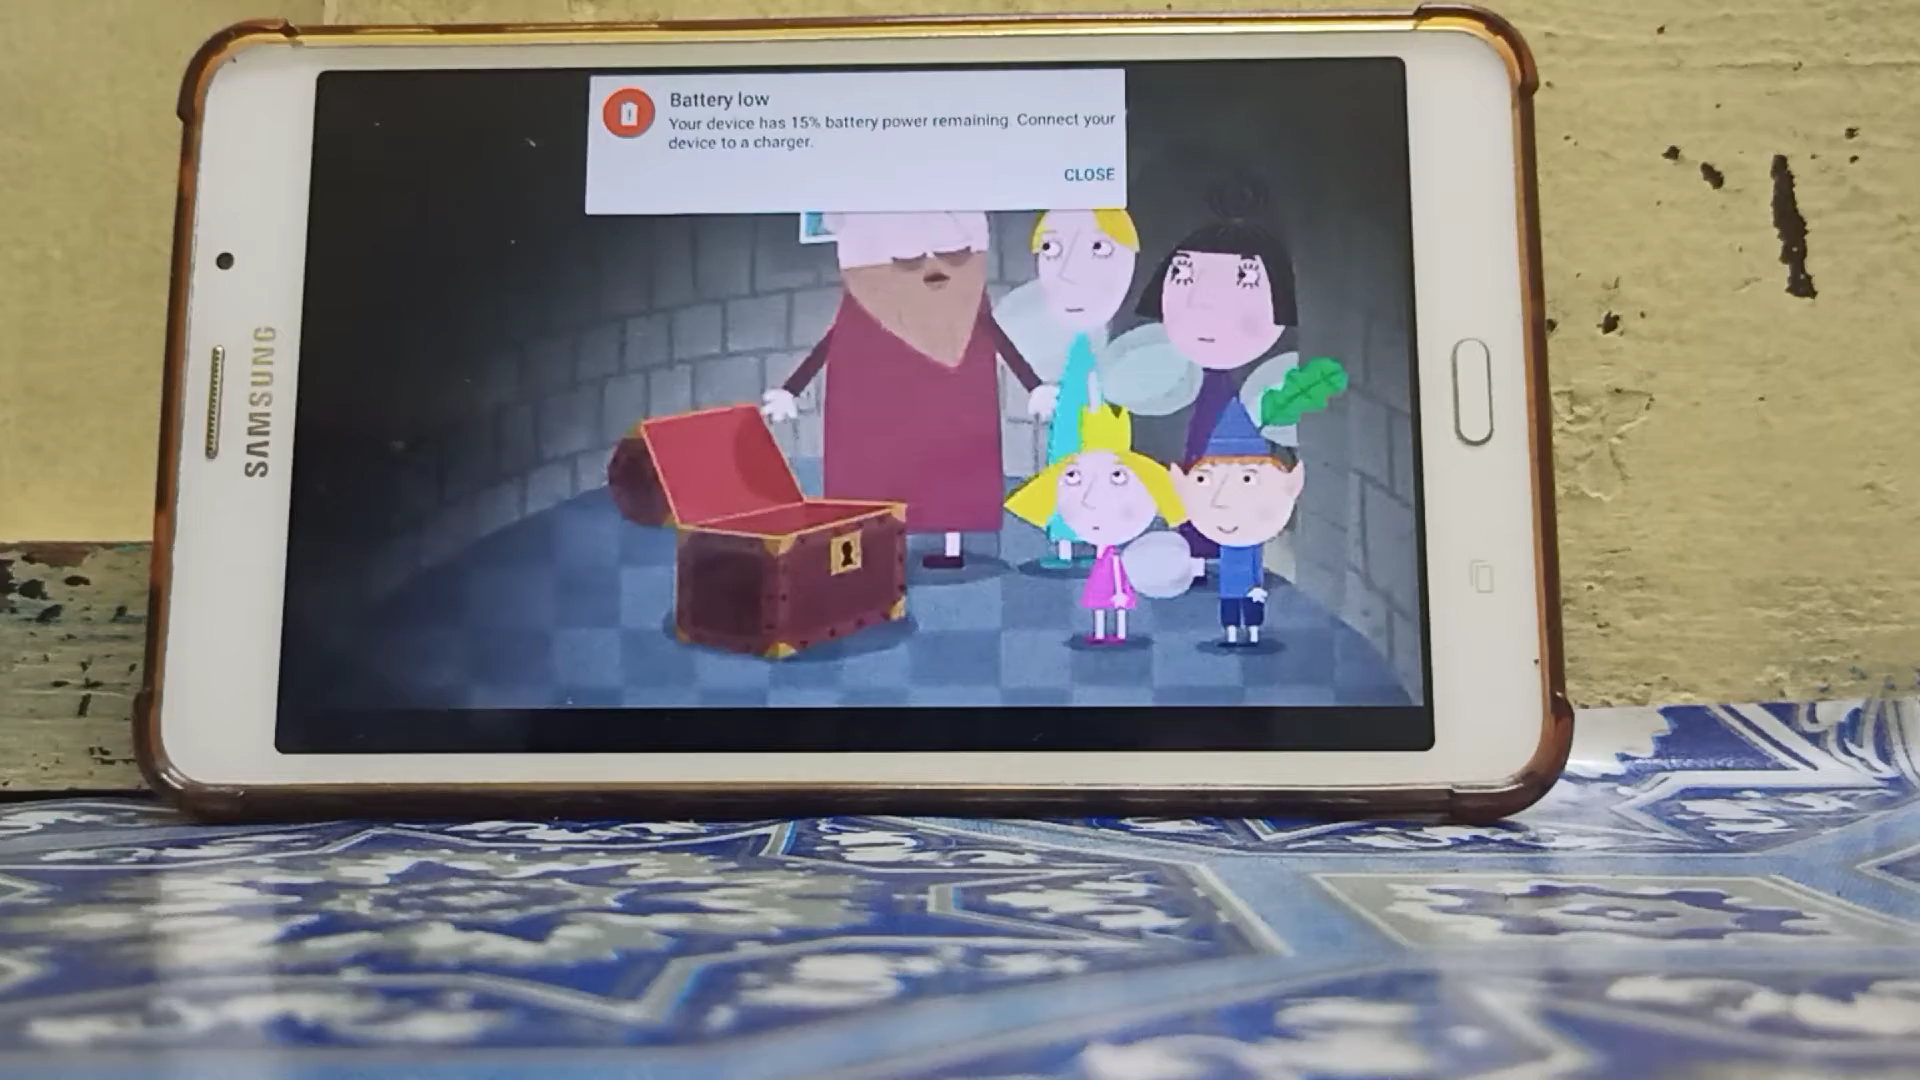 Battery low
Your device has 15% battery power remaining. Connect your
device to a charger.
CLOSE
SAMSUNG